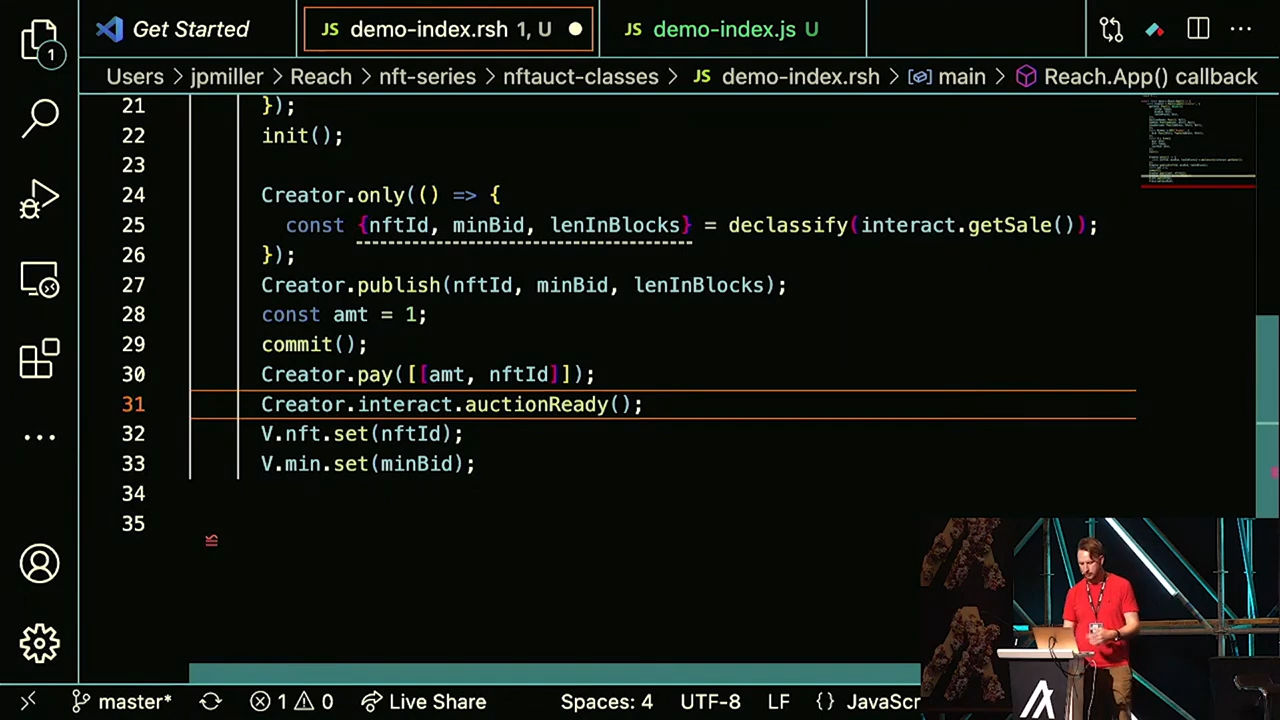 Get Started
JS demo-index.rsh 1, U
JS demo-index.js U
1
Users > jpmiller > Reach > nft-series > nftauct-classes > JS demo-index.rsh > main > Reach.App() callback
21 });
22 init();
23
24 Creator.only(() => {
25 const {nftId, minBid, lenInBlocks} = declassify(interact.getSale());
26 });
27 Creator.publish(nftId, minBid, lenInBlocks);
28 const amt = 1;
29 commit();
30 Creator.pay([[amt, nftId]]);
31 Creator.interact.auctionReady();
32 V.nft.set(nftId);
33 V.min.set(minBid);
34
35
master* 1 0 Live Share Spaces: 4 UTF-8 LF {} JavaScr